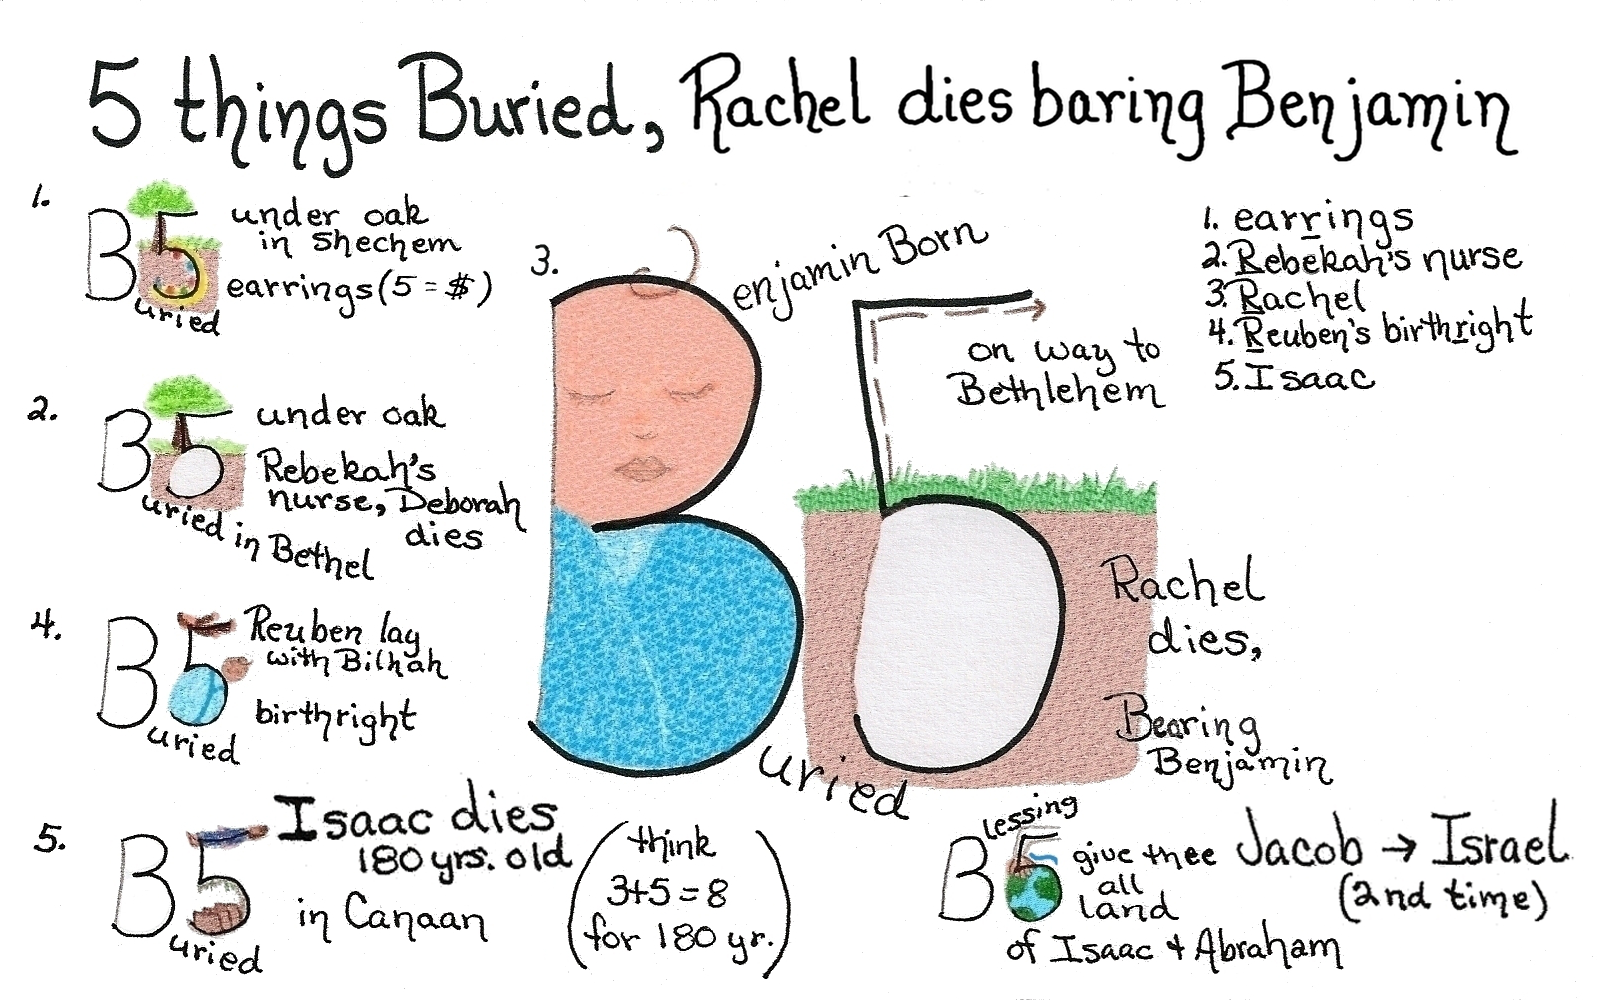 5 things Buried, Rachel dies baring Benjamin
1.
B5
uried
under oak
in Shechem
earrings (5 = $)
2.
B5
uried in Bethel
under oak
Rebekah's
nurse, Deborah
dies
3.
B
enjamin Born
5
uried
on way to
Bethlehem
Rachel
dies,
Bearing
Benjamin
1. earrings
2. Rebekah's nurse
3. Rachel
4. Reuben's birthright
5. Isaac
4.
B5
uried
Reuben lay
with Bilhah
birthright
5.
B5
uried
Isaac dies
180 yrs. old
in Canaan
(think
3+5=8
for 180 yr.)
B5
lessing
give thee
all
land
of Isaac + Abraham
Jacob → Israel
(2nd time)